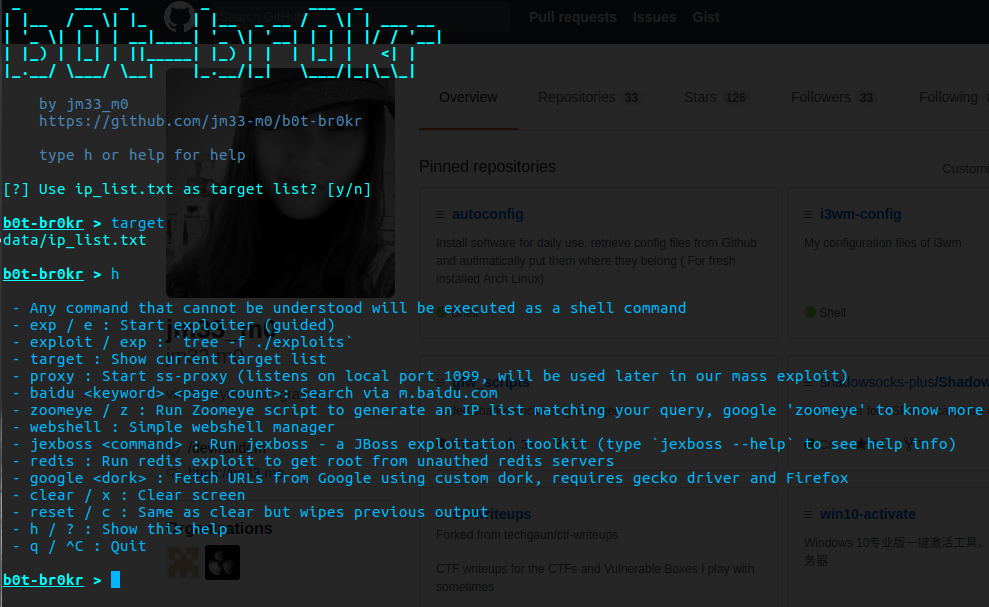 b0t-br0kr
Search GitHub
Pull requests Issues Gist
by jm33_m0
https://github.com/jm33-m0/b0t-br0kr
type h or help for help
[?] Use ip_list.txt as target list? [y/n]
b0t-br0kr > target
data/ip_list.txt
b0t-br0kr > h
- Any command that cannot be understood will be executed as a shell command
- exp / e : Start exploiter (guided)
- exploit / exp : `tree -f ./exploits`
- target : Show current target list
- proxy : Start ss-proxy (listens on local port 1099, will be used later in our mass exploit)
- baidu <keyword> <page count>: Search via m.baidu.com
- zoomeye / z : Run Zoomeye script to generate an IP list matching your query, google 'zoomeye' to know more
- webshell : Simple webshell manager
- jexboss <command> : Run jexboss - a JBoss exploitation toolkit (type `jexboss --help` to see help info)
- redis : Run redis exploit to get root from unauthed redis servers
- google <dork> : Fetch URLs from Google using custom dork, requires gecko driver and Firefox
- clear / x : Clear screen
- reset / c : Same as clear but wipes previous output
- h / ? : Show this help
- q / ^C : Quit
b0t-br0kr >
Overview Repositories 33 Stars 126 Followers 33 Following
Pinned repositories
Custom
autoconfig
Install software for daily use, retrieve config files from Github
and automatically put them where they belong ( For fresh
installed Arch Linux)
Shell
i3wm-config
My configuration files of i3wm
Shell
jm33_m0
shadowsocks-plus/Shadow
Organizations
Forked from techgaun/ctf-writeups
CTF writeups for the CTFs and Vulnerable Boxes I play with
sometimes
win10-activate
Windows 10专业版一键激活工具，
务器